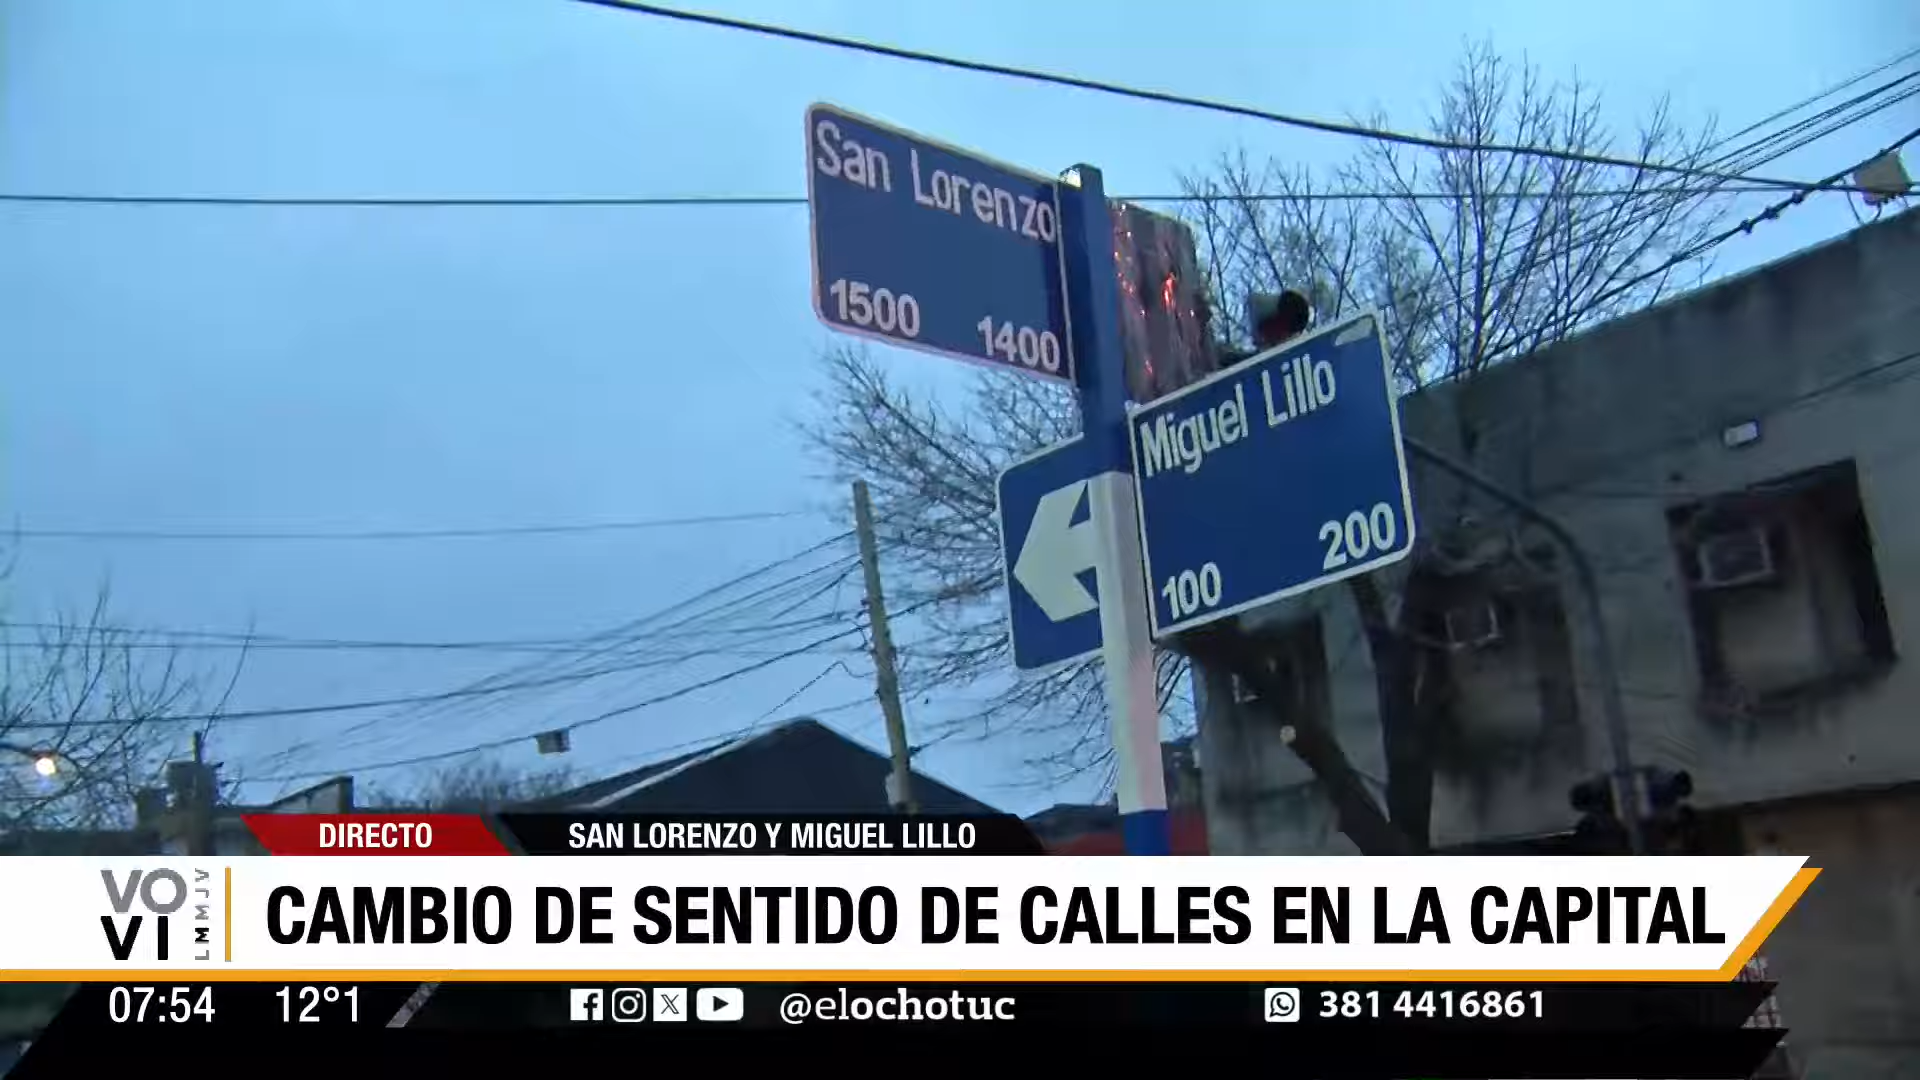 San Lorenzo
1500 1400
Miguel Lillo
100 200
DIRECTO
SAN LORENZO Y MIGUEL LILLO
VO
VI
LMMJV
CAMBIO DE SENTIDO DE CALLES EN LA CAPITAL
07:54 12°1 @elochotuc 381 4416861